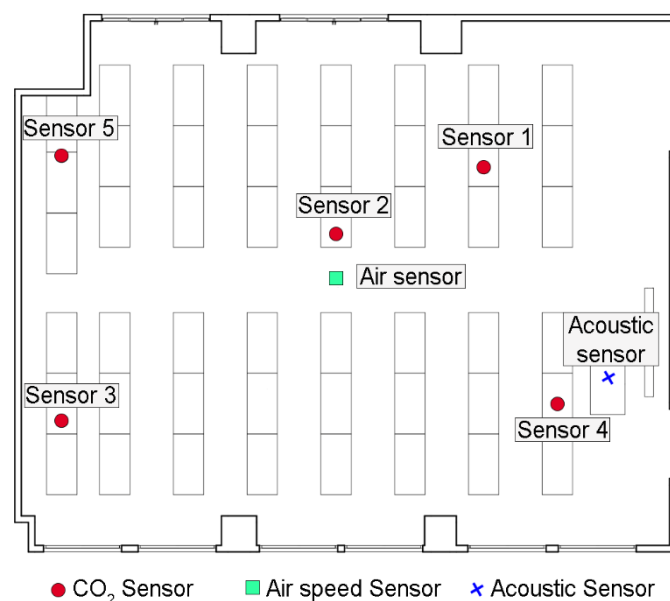 Sensor 5
Sensor 1
Sensor 2
Air sensor
Acoustic
sensor
Sensor 3
Sensor 4
CO₂ Sensor Air speed Sensor Acoustic Sensor